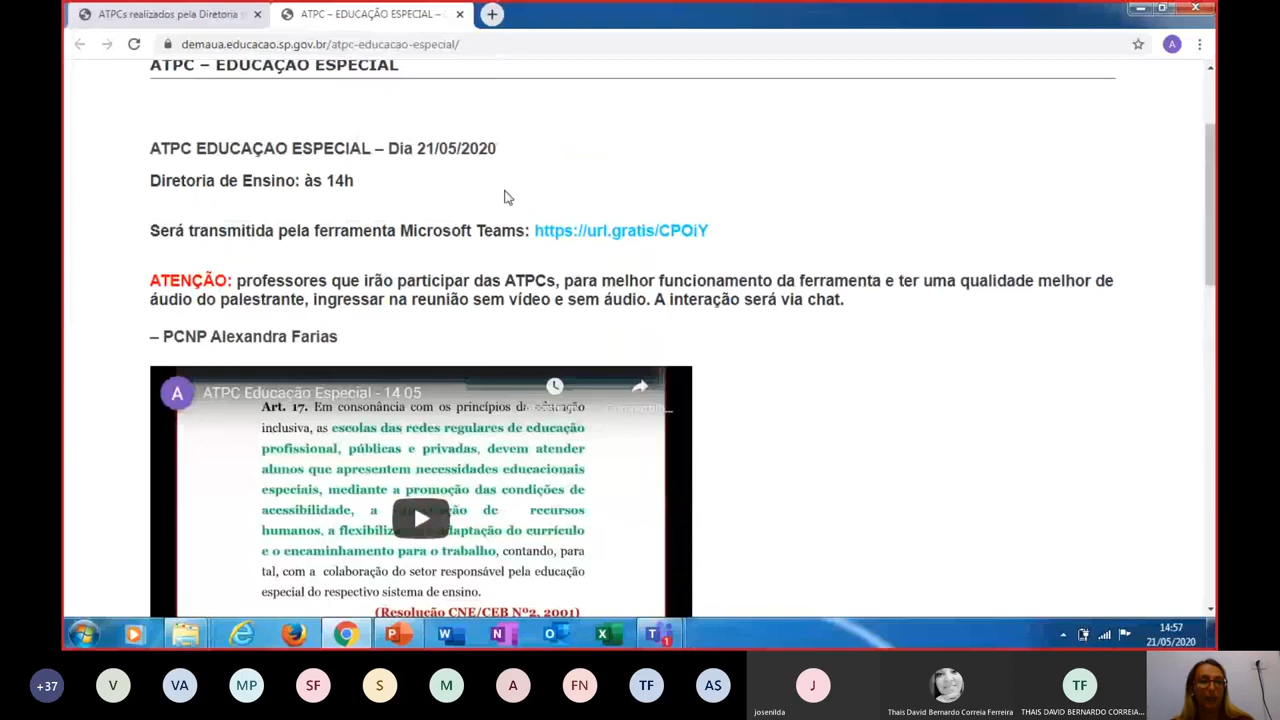 ATPCs realizados pela Diretoria
ATPC – EDUCAÇÃO ESPECIAL –
demaua.educacao.sp.gov.br/atpc-educacao-especial/
A
ATPC – EDUCAÇÃO ESPECIAL
ATPC EDUCAÇAO ESPECIAL – Dia 21/05/2020
Diretoria de Ensino: às 14h
Será transmitida pela ferramenta Microsoft Teams: https://url.gratis/CPOiY
ATENÇÃO: professores que irão participar das ATPCs, para melhor funcionamento da ferramenta e ter uma qualidade melhor de
áudio do palestrante, ingressar na reunião sem vídeo e sem áudio. A interação será via chat.
– PCNP Alexandra Farias
A ATPC Educação Especial - 14 05
Art. 17. Em consonância com os princípios da educação
inclusiva, as escolas das redes regulares de educação
profissional, públicas e privadas, devem atender
alunos que apresentem necessidades educacionais
especiais, mediante a promoção das condições de
acessibilidade, a de recursos
humanos, a adaptação do currículo
e o encaminhamento para o trabalho, contando, para
tal, com a colaboração do setor responsável pela educação
especial do respectivo sistema de ensino.
(Resolução CNE/CEB Nº2, 2001)
14:57
21/05/2020
+37 V VA MP SF S M A FN TF AS J TF
josenilda
Thais David Bernardo Correia Ferreira
THAIS DAVID BERNARDO CORREIA...